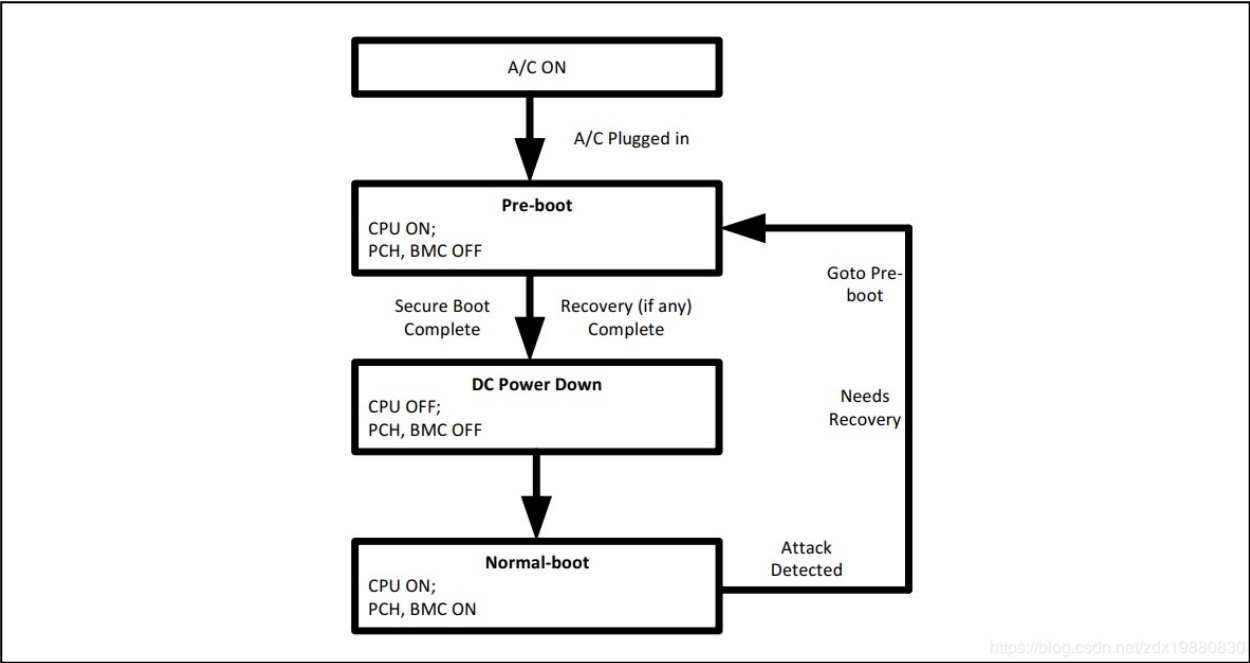 A/C ON
A/C Plugged in
Pre-boot
CPU ON;
PCH, BMC OFF
Goto Pre-
boot
Secure Boot
Complete
Recovery (if any)
Complete
DC Power Down
CPU OFF;
PCH, BMC OFF
Needs
Recovery
Normal-boot
CPU ON;
PCH, BMC ON
Attack
Detected
https://blog.csdn.net/zdx19880830